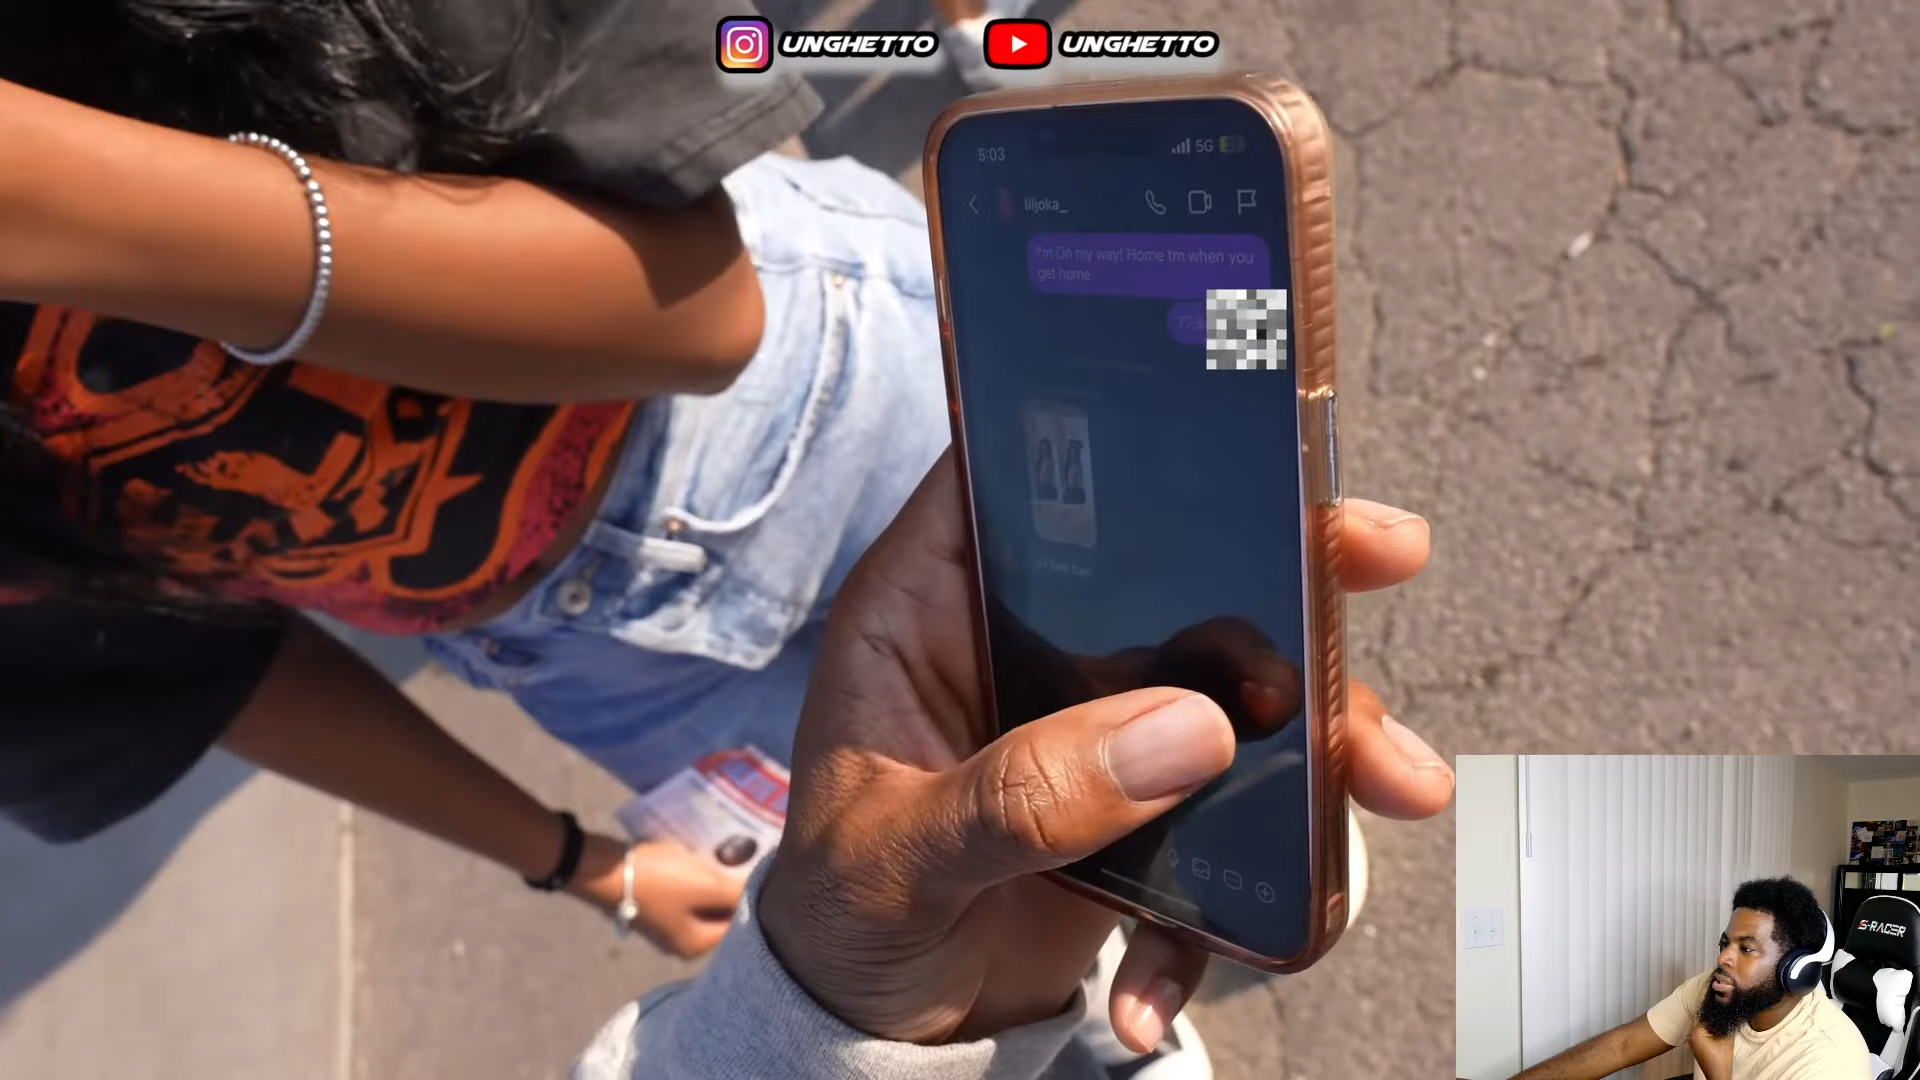 UNGHETTO
UNGHETTO
5:03
5G
liljoka_
I'm On my way! Home tm when you
get home
S-RACER